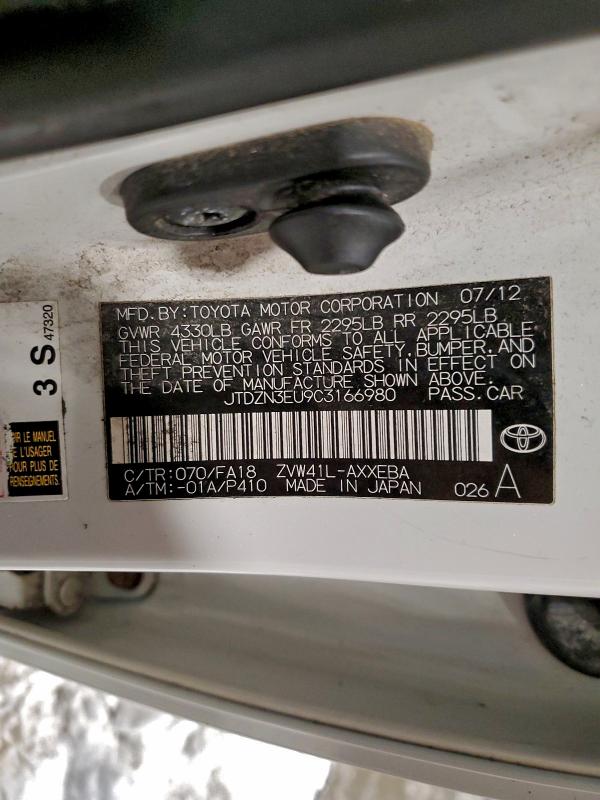 MFD. BY: TOYOTA MOTOR CORPORATION 07/12
GVWR 4330LB GAWR FR 2295LB RR 2295LB
THIS VEHICLE CONFORMS TO ALL APPLICABLE
FEDERAL MOTOR VEHICLE SAFETY, BUMPER, AND
THEFT PREVENTION STANDARDS IN EFFECT ON
THE DATE OF MANUFACTURE SHOWN ABOVE.
JTDZN3EU9C3166980 PASS. CAR
C/TR: 070/FA18 ZVW41L-AXXEBA
A/TM: -01A/P410 MADE IN JAPAN 026 A
3 S 47320
LE MANUEL
DE L'USAGER
POUR PLUS DE
RENSEIGNEMENTS.